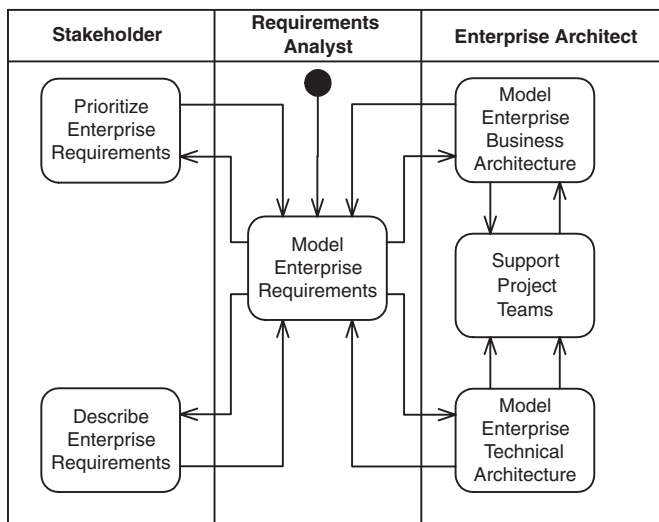 Stakeholder
Requirements
Analyst
Enterprise Architect
Prioritize
Enterprise
Requirements
Model
Enterprise
Business
Architecture
Model
Enterprise
Requirements
Support
Project
Teams
Describe
Enterprise
Requirements
Model
Enterprise
Technical
Architecture